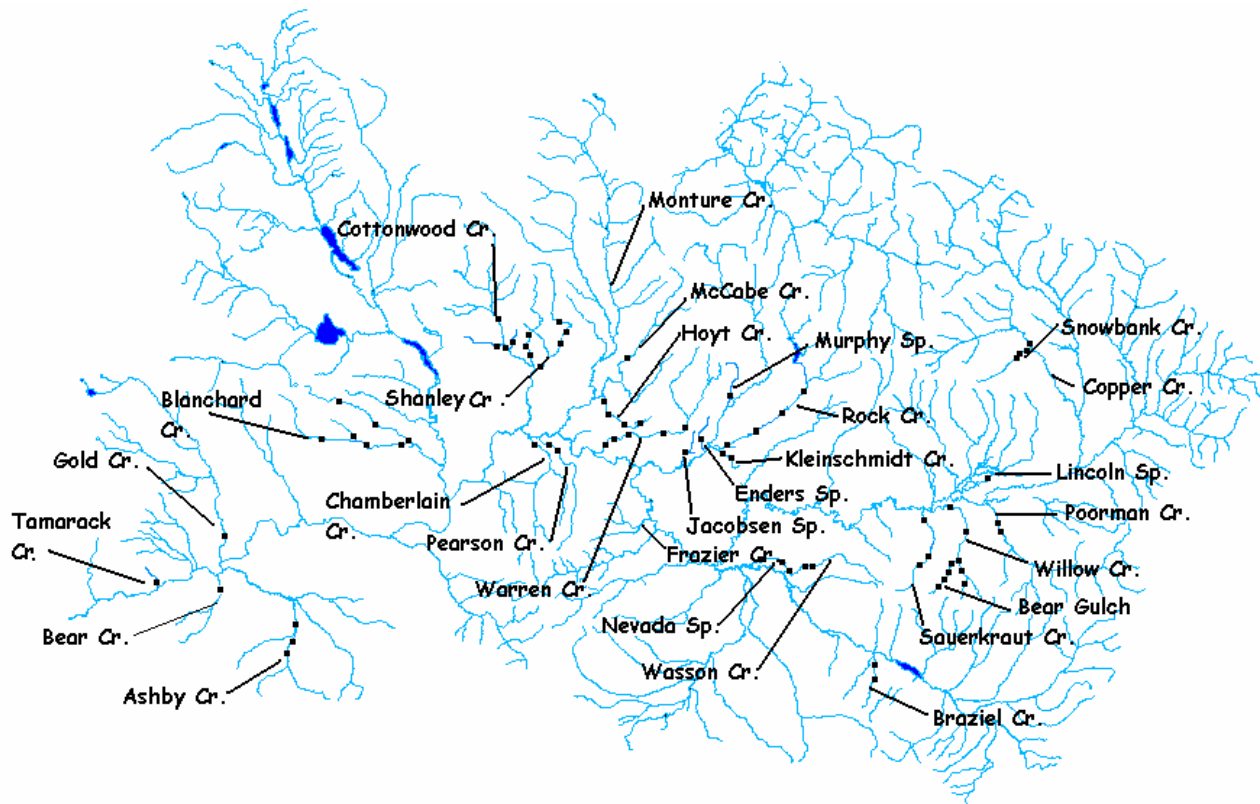 Monture Cr.
Cottonwood Cr.
McCabe Cr.
Hoyt Cr.
Murphy Sp.
Snowbank Cr.
Copper Cr.
Shanley Cr.
Blanchard
Cr.
Rock Cr.
Gold Cr.
Kleinschmidt Cr.
Lincoln Sp.
Chamberlain
Cr.
Enders Sp.
Poorman Cr.
Tamarack
Cr.
Jacobsen Sp.
Pearson Cr.
Frazier Cr.
Willow Cr.
Warren Cr.
Bear Gulch
Nevada Sp.
Bear Cr.
Sauerkraut Cr.
Wasson Cr.
Ashby Cr.
Braziel Cr.